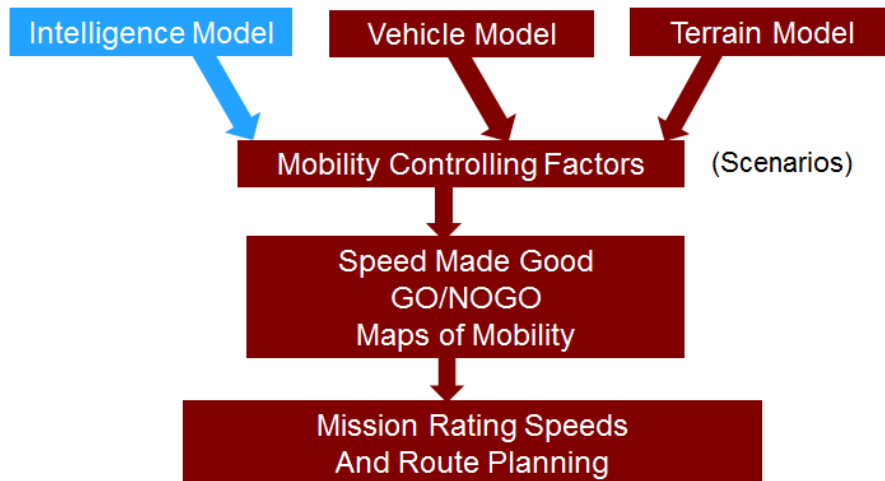 Intelligence Model
Vehicle Model
Terrain Model
Mobility Controlling Factors
(Scenarios)
Speed Made Good
GO/NOGO
Maps of Mobility
Mission Rating Speeds
And Route Planning